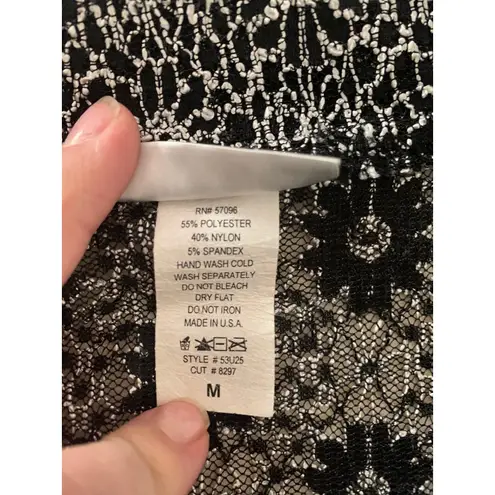 RN# 57096
55% POLYESTER
40% NYLON
5% SPANDEX
HAND WASH COLD
WASH SEPARATELY
DO NOT BLEACH
DRY FLAT
DO NOT IRON
MADE IN U.S.A.
STYLE # 53U25
CUT # 8297
M